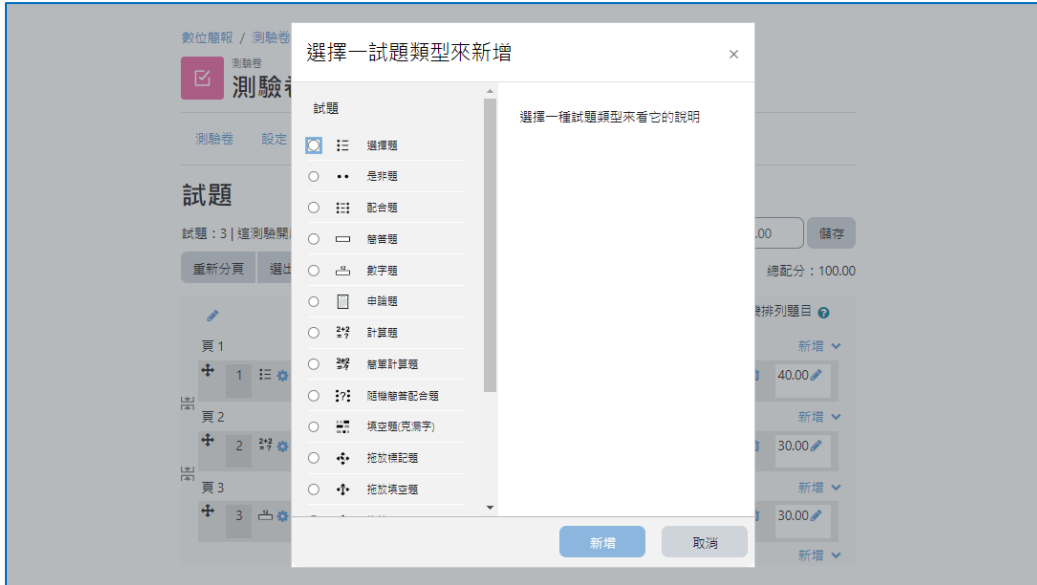 數位簡報 / 測驗卷
測驗卷
測驗
測驗卷 設定
試題
試題：3 | 這測驗開
.00 儲存
重新分頁 選出
總配分：100.00
排列題目
頁 1
新增
1 40.00
頁 2
新增
2 30.00
頁 3
新增
3 30.00
新增
選擇一試題類型來新增
×
試題
選擇一種試題類型來看它的說明
選擇題
是非題
配合題
簡答題
數字題
申論題
計算題
簡單計算題
隨機簡答配合題
填空題(克漏字)
拖放標記題
拖放填空題
新增 取消